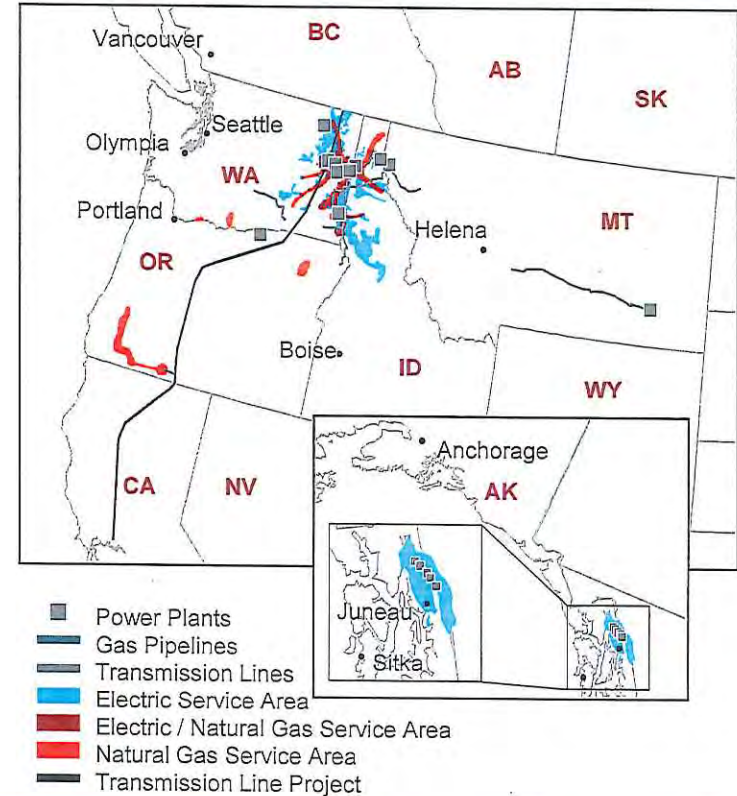 BC
Vancouver
AB
SK
Seattle
Olympia
WA
Portland
Helena
MT
OR
Boise
ID
WY
Anchorage
AK
CA
NV
Juneau
Sitka
Power Plants
Gas Pipelines
Transmission Lines
Electric Service Area
Electric / Natural Gas Service Area
Natural Gas Service Area
Transmission Line Project